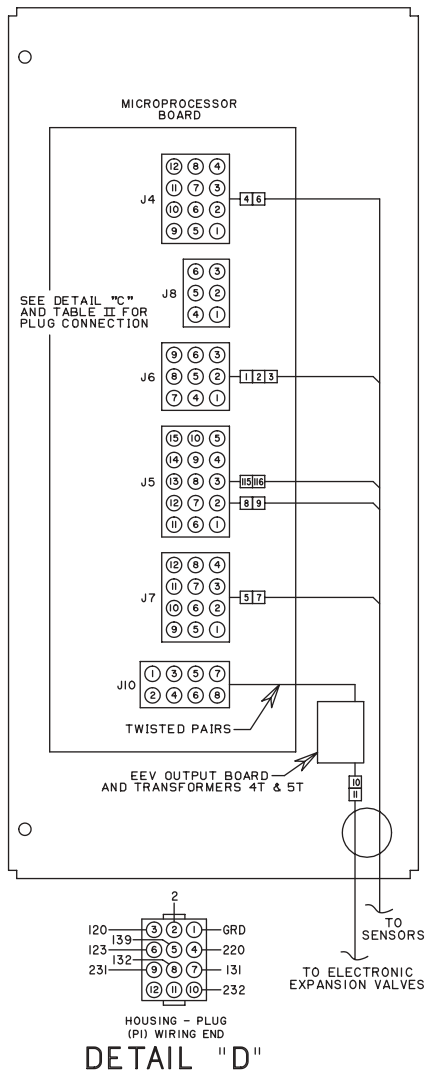 MICROPROCESSOR
BOARD
12 8 4
11 7 3
J4
4 6
10 6 2
9 5 1
6 3
SEE DETAIL "C"
AND TABLE II FOR
PLUG CONNECTION
J8
5 2
4 1
9 6 3
J6
8 5 2
1 2 3
7 4 1
15 10 5
14 9 4
J5
13 8 3
115 116
12 7 2
8 9
11 6 1
12 8 4
11 7 3
J7
5 7
10 6 2
9 5 1
J10
1 3 5 7
2 4 6 8
TWISTED PAIRS
EEV OUTPUT BOARD
AND TRANSFORMERS 4T & 5T
10
11
TO
SENSORS
TO ELECTRONIC
EXPANSION VALVES
2
120
3 2 1
GRD
139
123
6 5 4
220
132
231
9 8 7
131
12 11 10
232
HOUSING - PLUG
(P1) WIRING END
DETAIL "D"